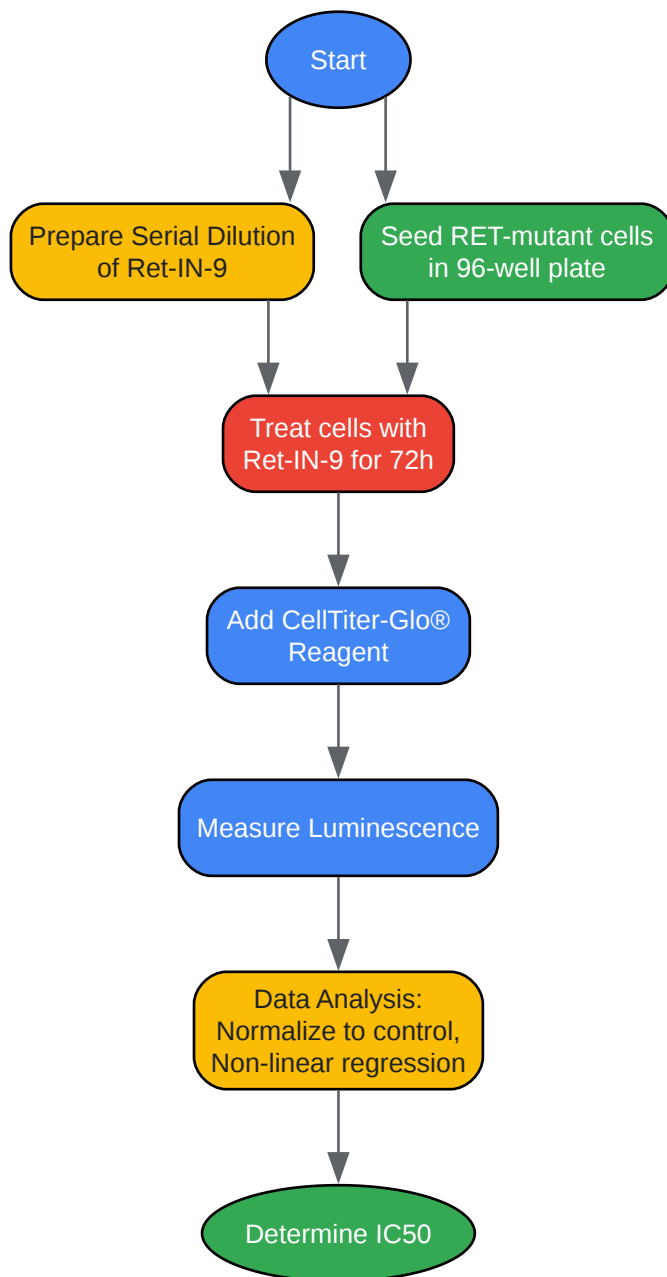 Start
Prepare Serial Dilution
of Ret-IN-9
Seed RET-mutant cells
in 96-well plate
Treat cells with
Ret-IN-9 for 72h
Add CellTiter-Glo®
Reagent
Measure Luminescence
Data Analysis:
Normalize to control,
Non-linear regression
Determine IC50